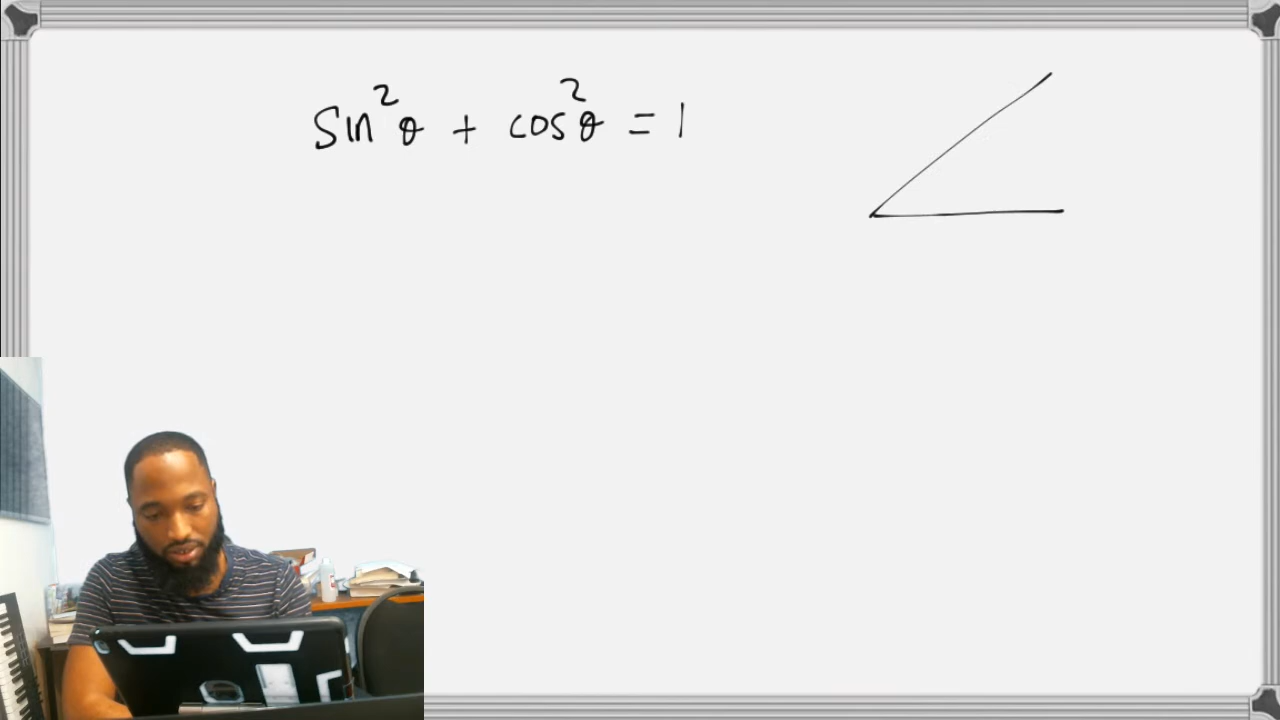 sin²θ + cos²θ = 1